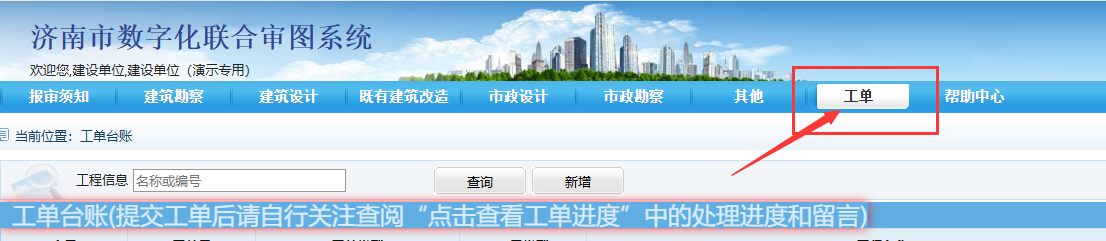 济南市数字化联合审图系统
欢迎您,建设单位,建设单位（演示专用）
报审须知 建筑勘察 建筑设计 既有建筑改造 市政设计 市政勘察 其他 工单 帮助中心
当前位置：工单台账
工程信息 名称或编号 查询 新增
工单台账(提交工单后请自行关注查阅“点击查看工单进度”中的处理进度和留言)